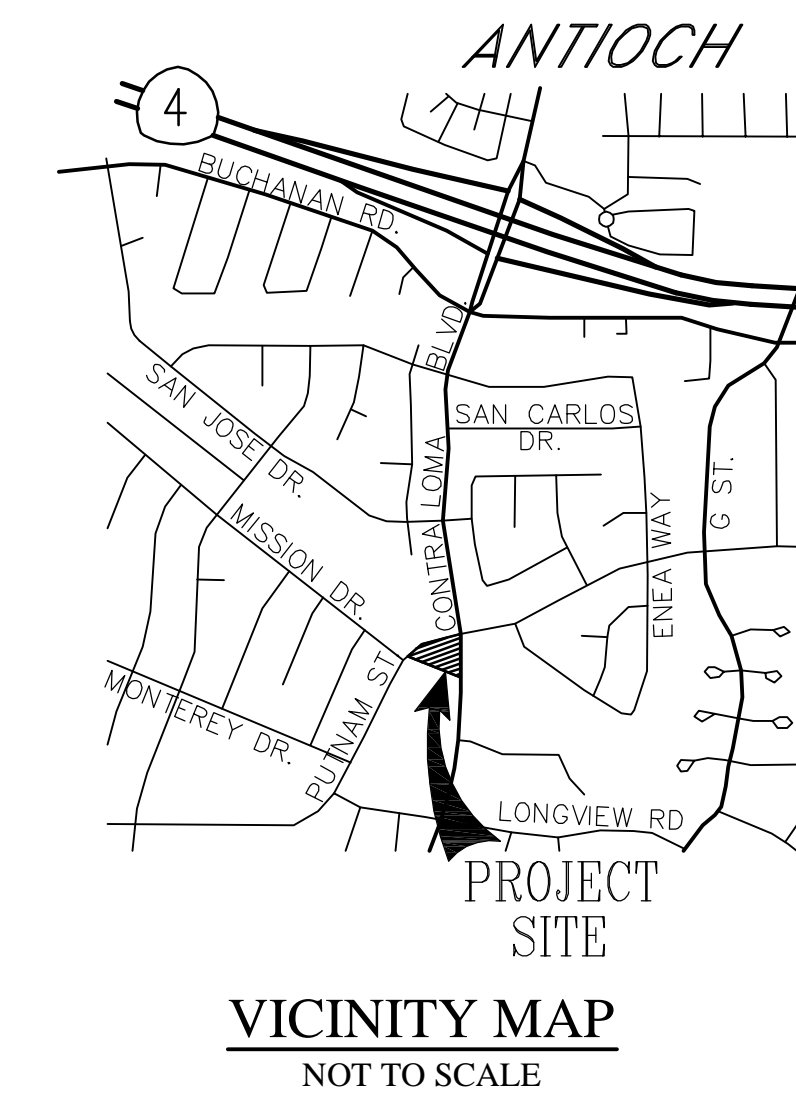 ANTIOCH
4
BUCHANAN RD.
CONTRA LOMA BLVD.
SAN JOSE DR.
SAN CARLOS
DR.
G ST.
MISSION DR.
ENEA WAY
MONTEREY DR.
PUTNAM ST
LONGVIEW RD
PROJECT
SITE
VICINITY MAP
NOT TO SCALE